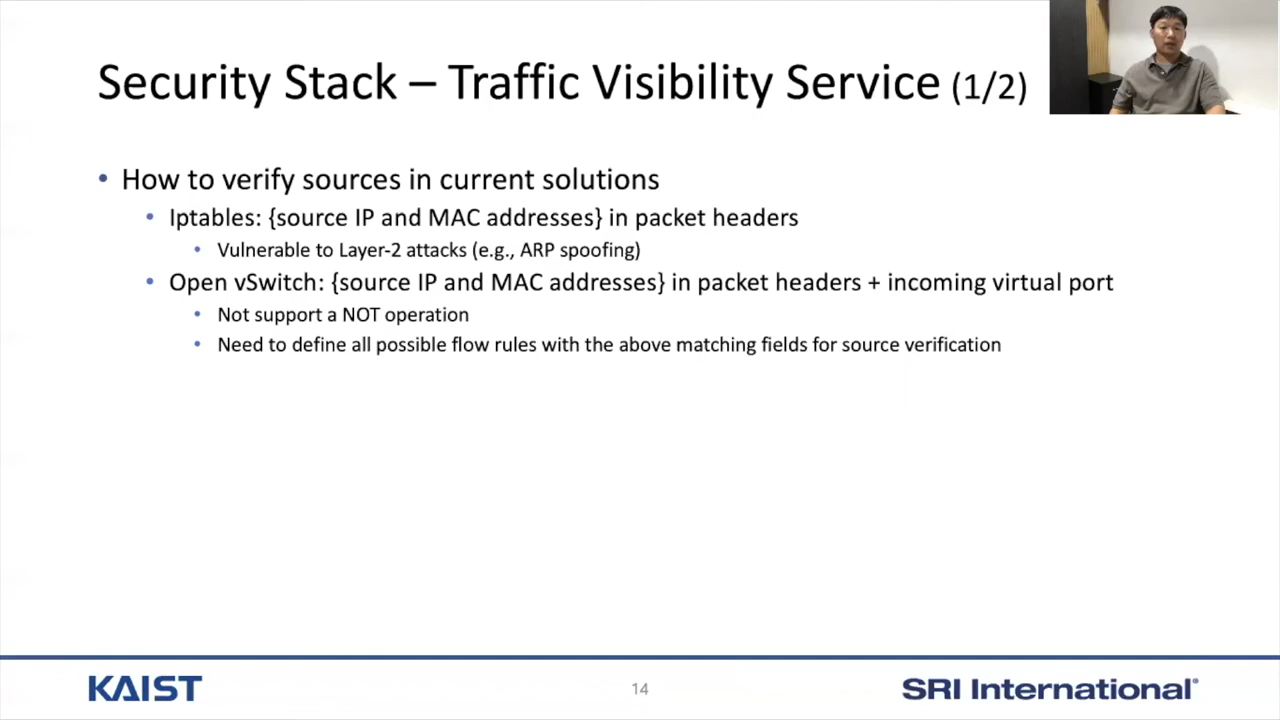 Security Stack – Traffic Visibility Service (1/2)
• How to verify sources in current solutions
• Iptables: {source IP and MAC addresses} in packet headers
• Vulnerable to Layer-2 attacks (e.g., ARP spoofing)
• Open vSwitch: {source IP and MAC addresses} in packet headers + incoming virtual port
• Not support a NOT operation
• Need to define all possible flow rules with the above matching fields for source verification
KAIST
14
SRI International®